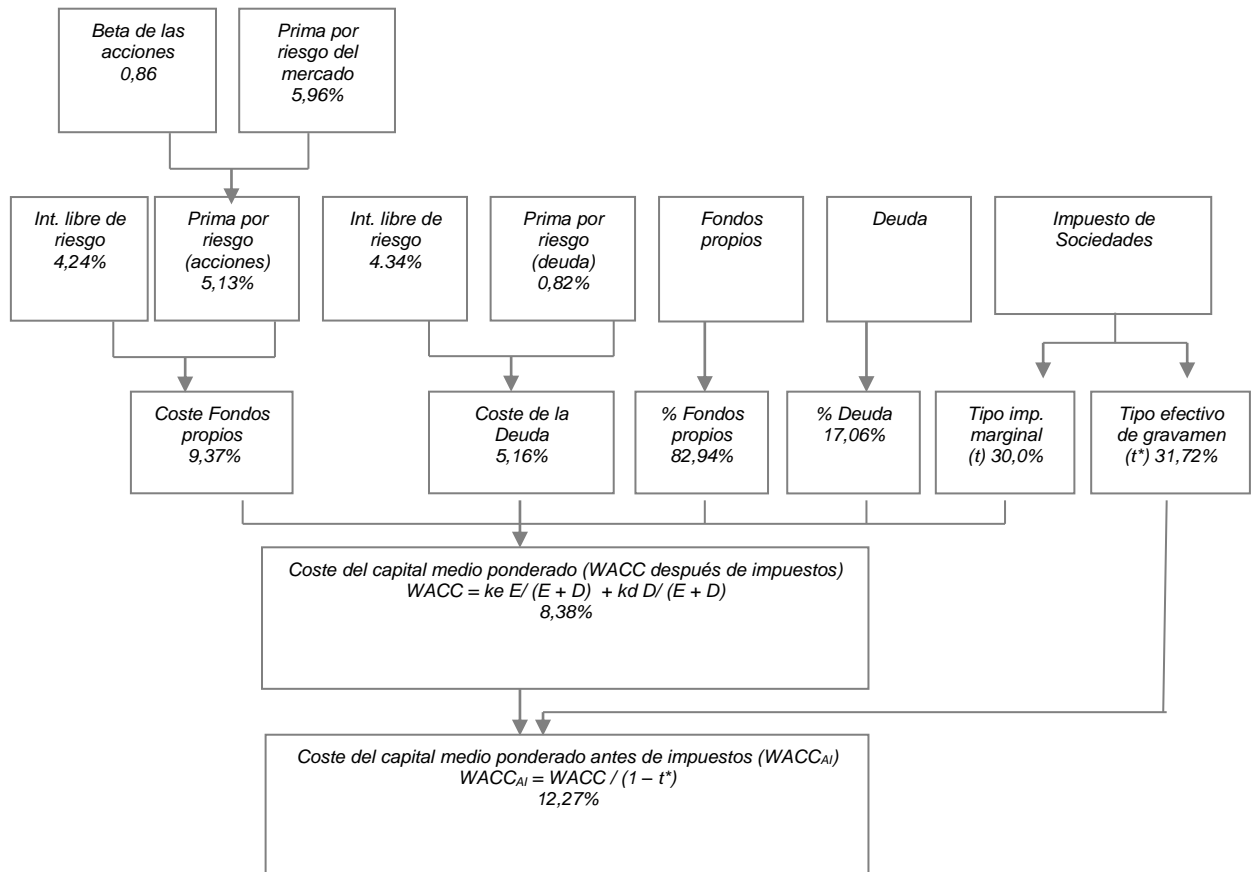 Beta de las
acciones
0,86
Prima por
riesgo del
mercado
5,96%
Int. libre de
riesgo
4,24%
Prima por
riesgo
(acciones)
5,13%
Int. libre de
riesgo
4.34%
Prima por
riesgo
(deuda)
0,82%
Fondos
propios
Deuda
Impuesto de
Sociedades
Coste Fondos
propios
9,37%
Coste de la
Deuda
5,16%
% Fondos
propios
82,94%
% Deuda
17,06%
Tipo imp.
marginal
(t) 30,0%
Tipo efectivo
de gravamen
(t*) 31,72%
Coste del capital medio ponderado (WACC después de impuestos)
WACC = ke E/ (E + D) + kd D/ (E + D)
8,38%
Coste del capital medio ponderado antes de impuestos (WACCAI)
WACCAI = WACC / (1 – t*)
12,27%